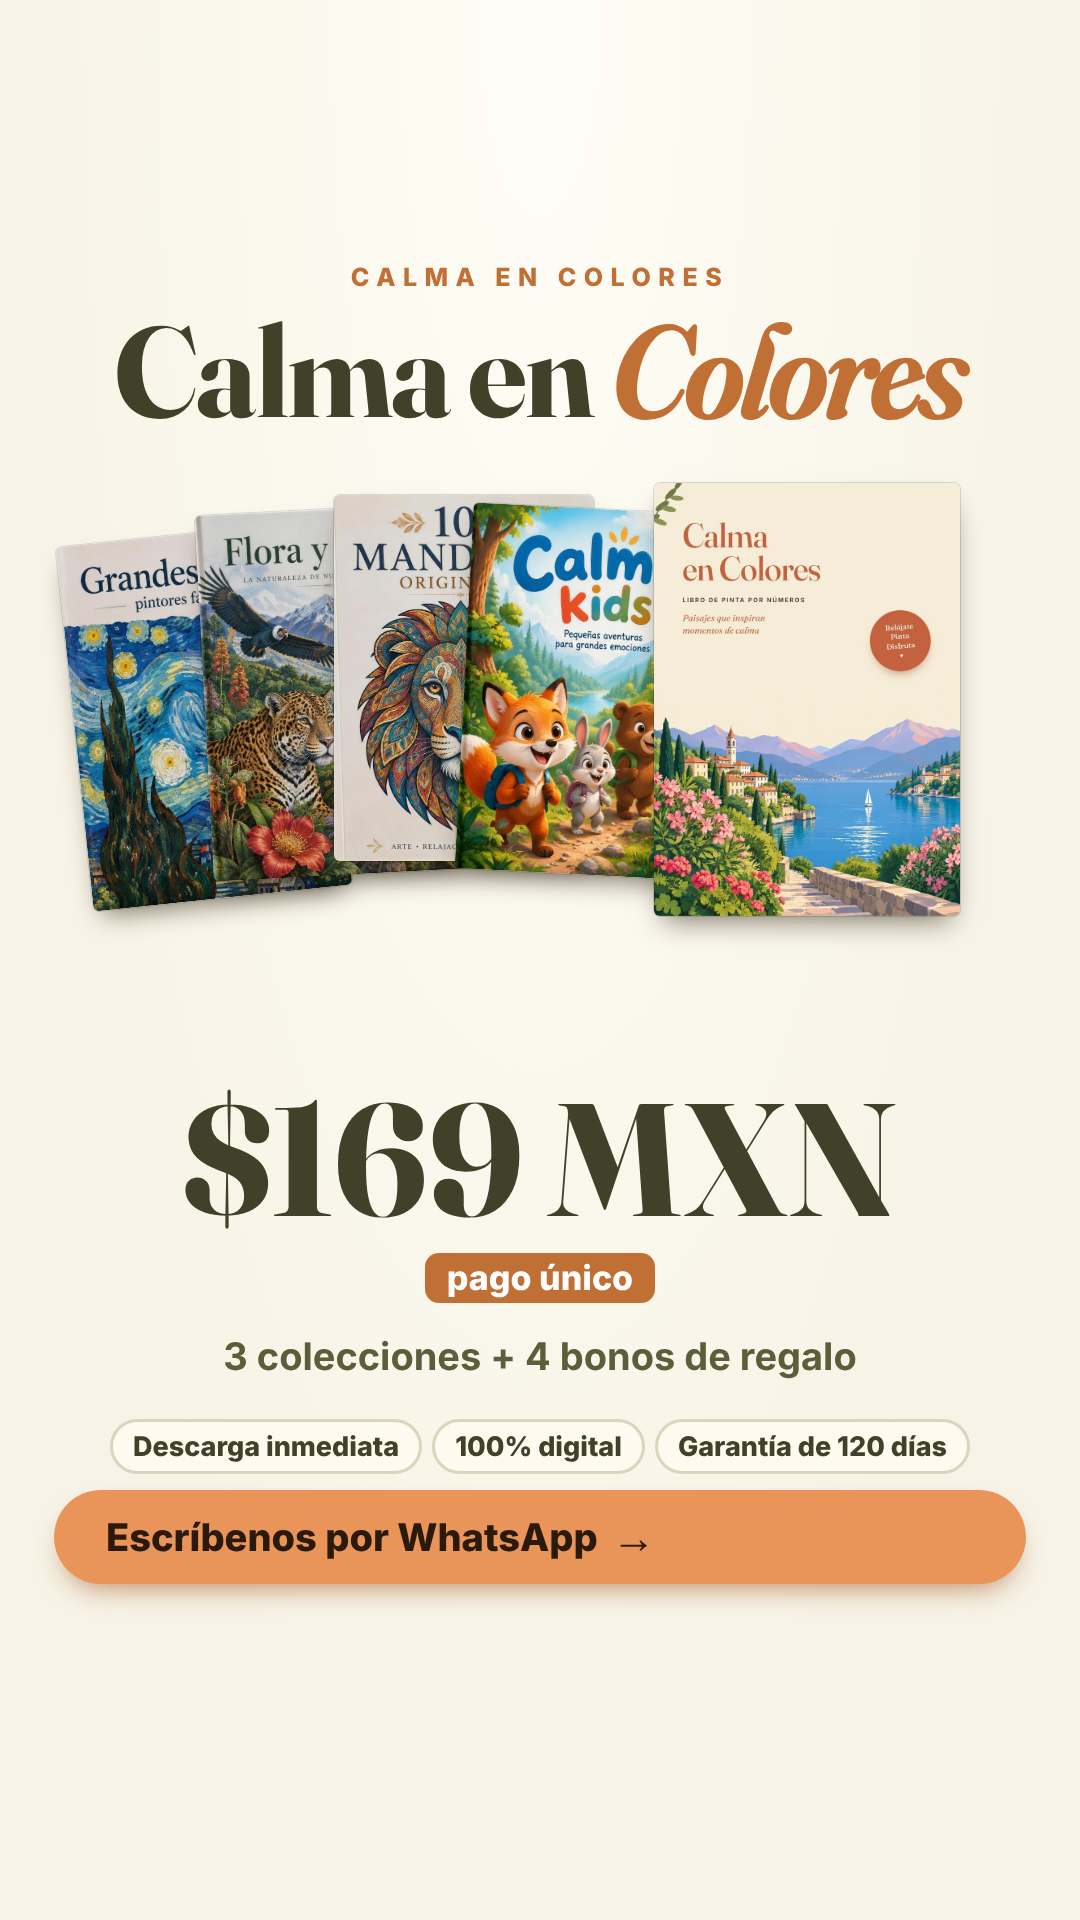 CALMA EN COLORES
Calma en Colores
Grandes
pintores
Flora y
LA NATURALEZA DE
10
MAND
ORIGIN
ARTE • RELAJAC
Calm
kids
Pequeñas aventuras
para grandes emociones
Calma
en Colores
LIBRO DE PINTA POR NÚMEROS
Paisajes que inspiran
momentos de calma
Relájate
Pinta
Disfruta
$169 MXN
pago único
3 colecciones + 4 bonos de regalo
Descarga inmediata
100% digital
Garantía de 120 días
Escríbenos por WhatsApp →